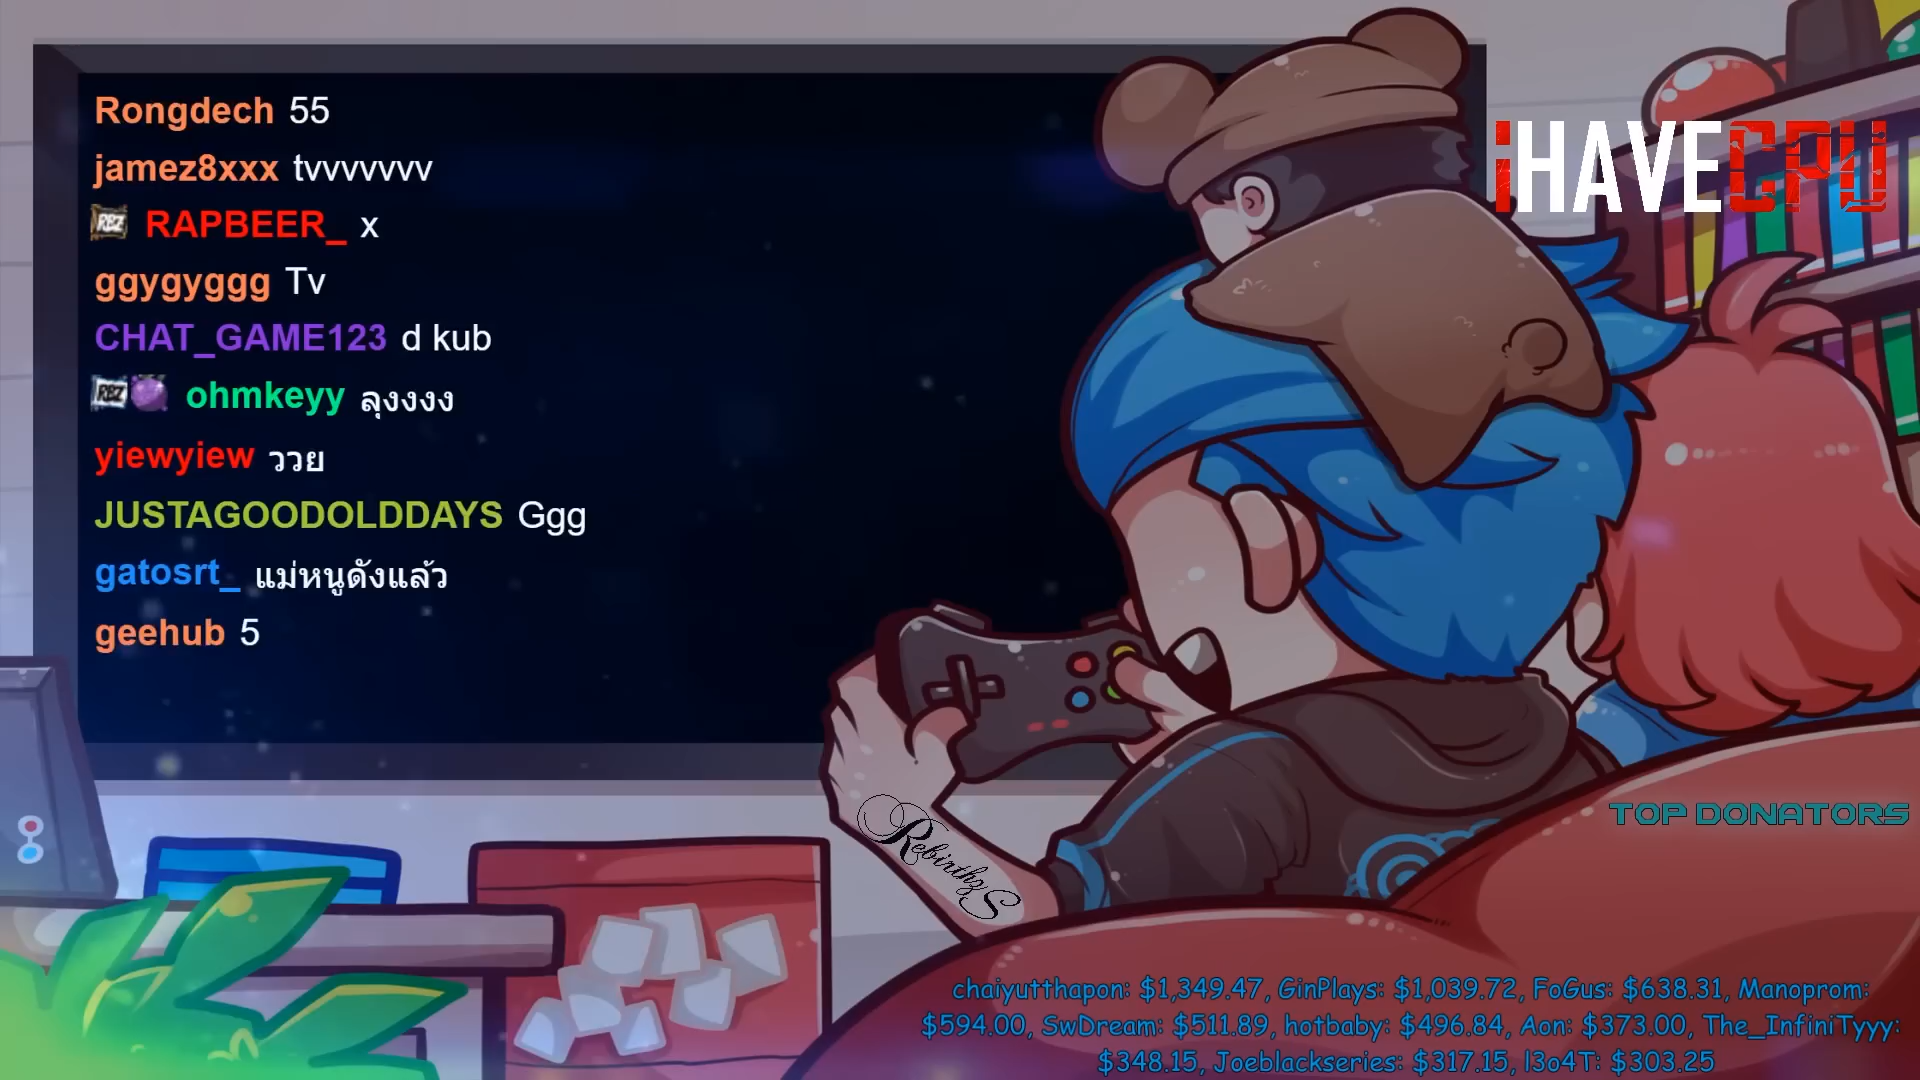 Rongdech 55
jamez8xxx tvvvvvvv
RBZ RAPBEER_ x
ggygyggg Tv
CHAT_GAME123 d kub
RBZ ohmkeyy ลุงงงง
yiewyiew ววย
JUSTAGOODOLDDAYS Ggg
gatosrt_ แม่หนูดังแล้ว
geehub 5
iHAVECPU
RebirthzS
TOP DONATORS
chaiyutthapon: $1,349.47, GinPlays: $1,039.72, FoGus: $638.31, Manoprom:
$594.00, SwDream: $511.89, hotbaby: $496.84, Aon: $373.00, The_InfiniTyyy:
$348.15, Joeblackseries: $317.15, l3o4T: $303.25